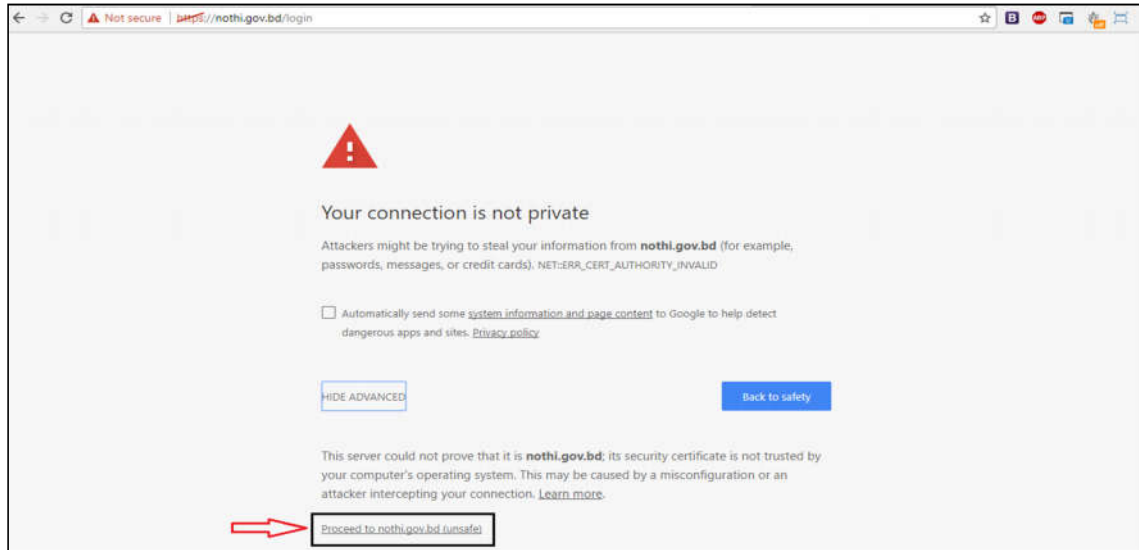 Not secure | https://nothi.gov.bd/login
Your connection is not private
Attackers might be trying to steal your information from nothi.gov.bd (for example,
passwords, messages, or credit cards). NET::ERR_CERT_AUTHORITY_INVALID
Automatically send some system information and page content to Google to help detect
dangerous apps and sites. Privacy policy
HIDE ADVANCED
Back to safety
This server could not prove that it is nothi.gov.bd; its security certificate is not trusted by
your computer's operating system. This may be caused by a misconfiguration or an
attacker intercepting your connection. Learn more.
Proceed to nothi.gov.bd (unsafe)